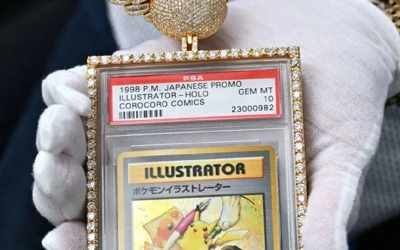 PSA
1998 P.M. JAPANESE PROMO
ILLUSTRATOR-HOLO GEM MT
COROCORO COMICS 10
23000982
ILLUSTRATOR
ポケモンイラストレーター